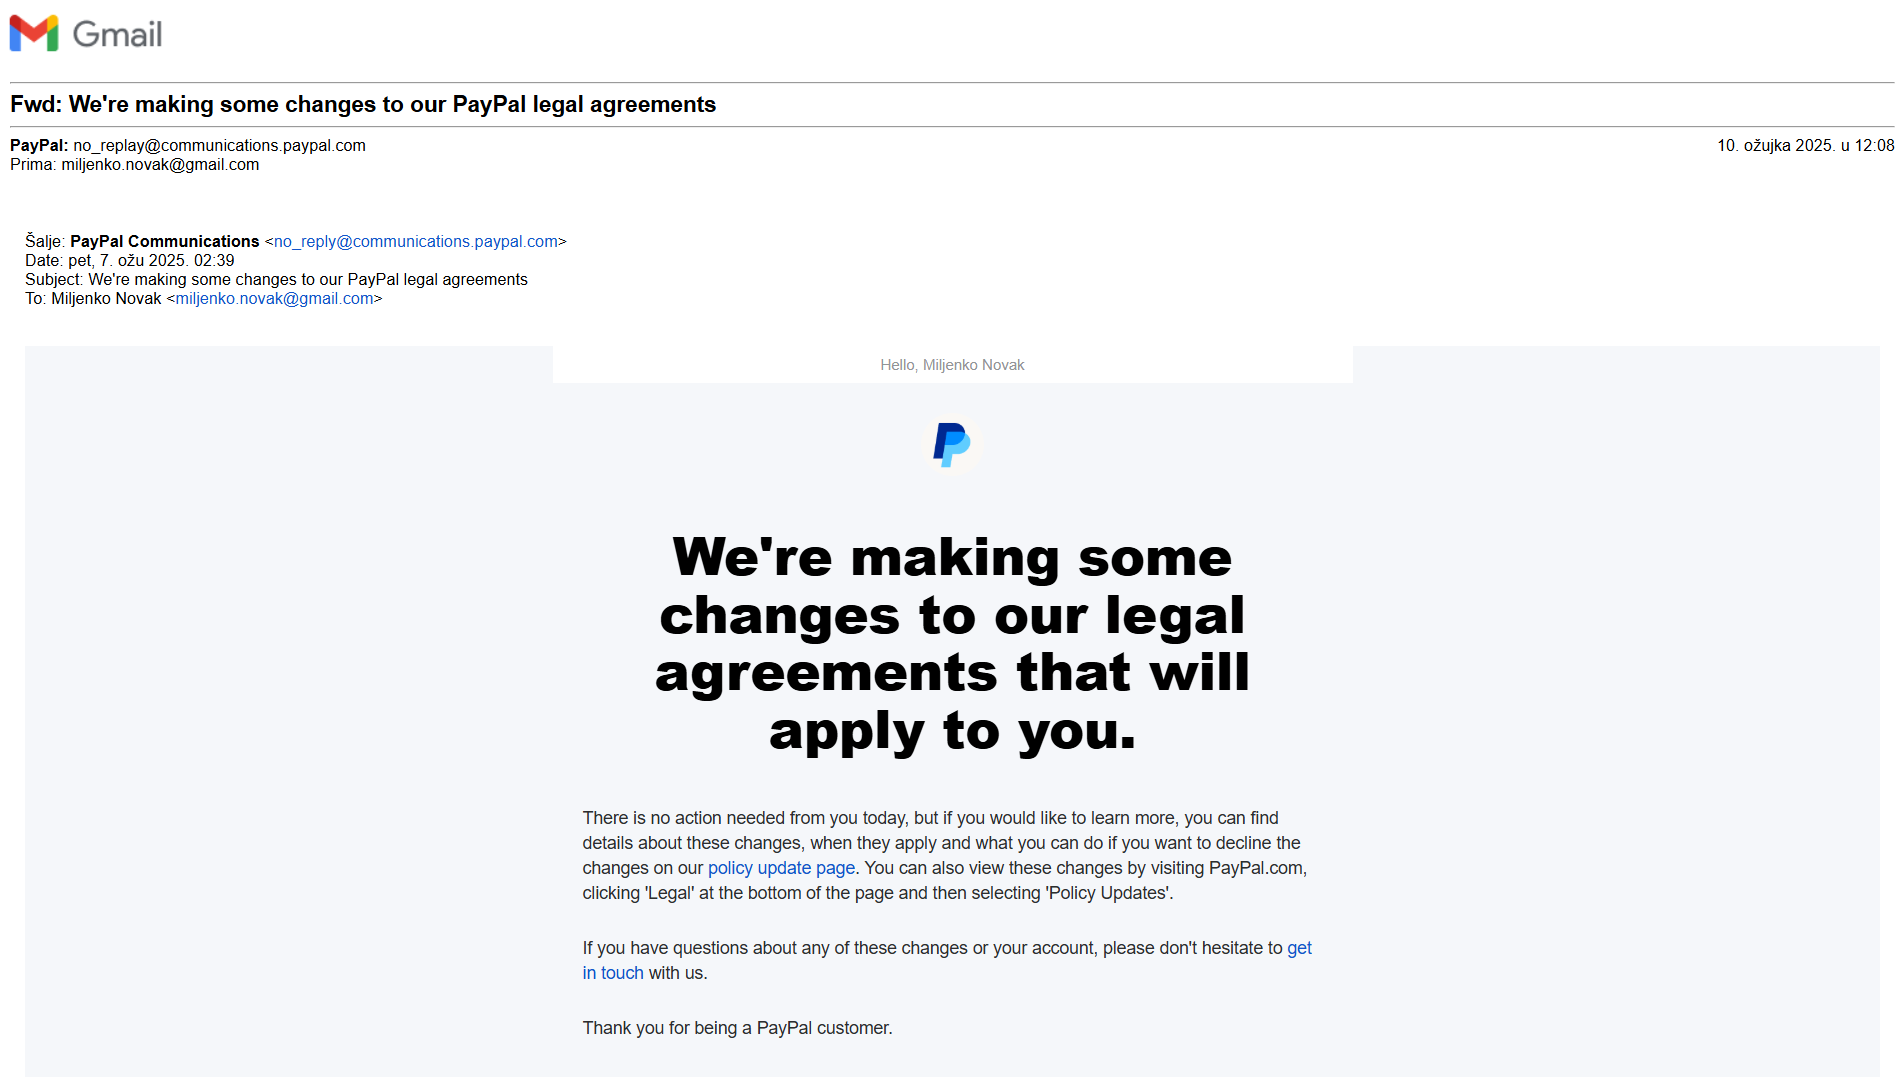 Gmail
Fwd: We're making some changes to our PayPal legal agreements
PayPal: no_replay@communications.paypal.com
10. ožujka 2025. u 12:08
Prima: miljenko.novak@gmail.com
Šalje: PayPal Communications <no_reply@communications.paypal.com>
Date: pet, 7. ožu 2025. 02:39
Subject: We're making some changes to our PayPal legal agreements
To: Miljenko Novak <miljenko.novak@gmail.com>
Hello, Miljenko Novak
We're making some
changes to our legal
agreements that will
apply to you.
There is no action needed from you today, but if you would like to learn more, you can find
details about these changes, when they apply and what you can do if you want to decline the
changes on our policy update page. You can also view these changes by visiting PayPal.com,
clicking 'Legal' at the bottom of the page and then selecting 'Policy Updates'.
If you have questions about any of these changes or your account, please don't hesitate to get
in touch with us.
Thank you for being a PayPal customer.